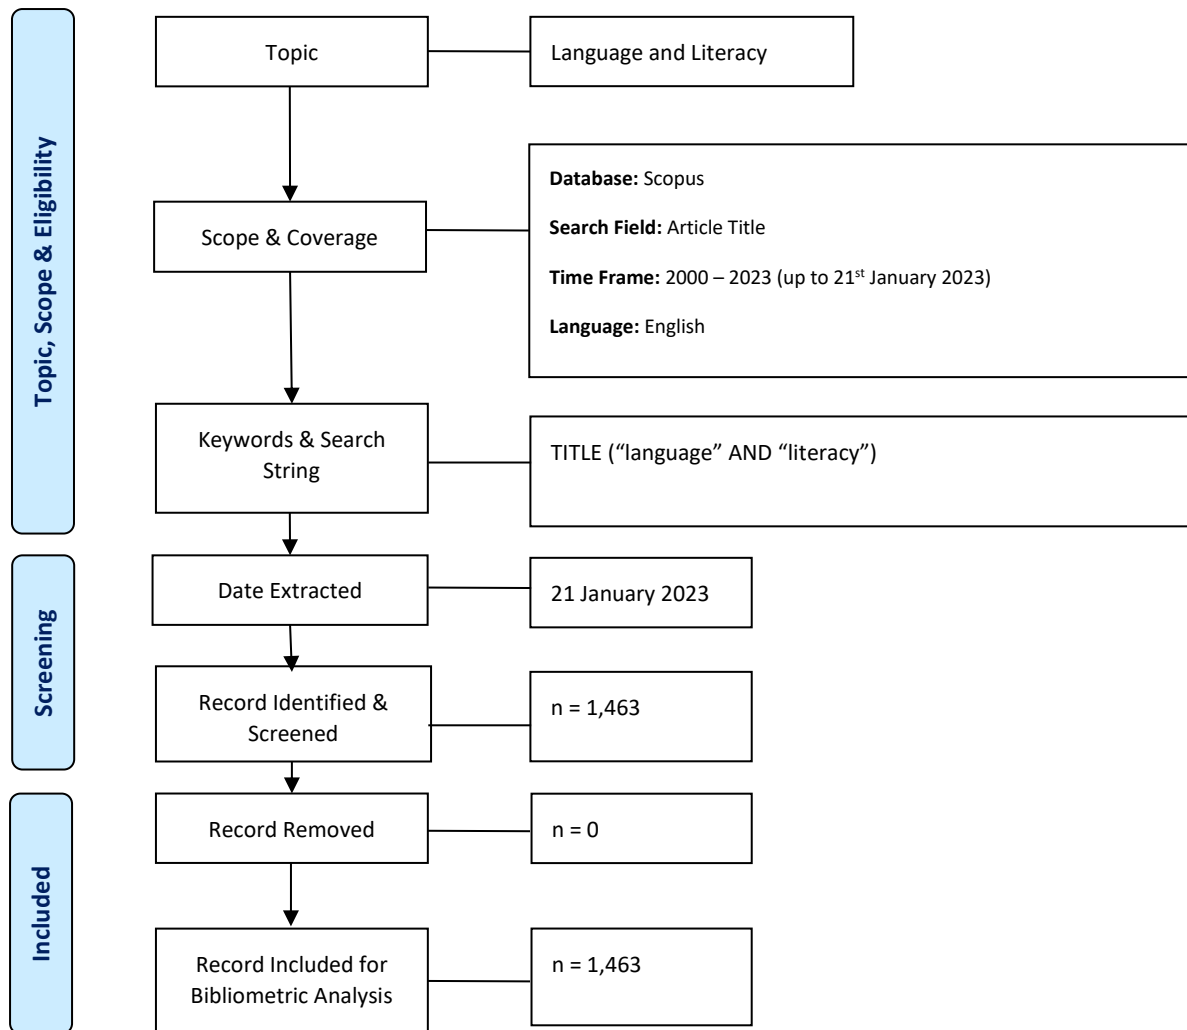 Topic, Scope & Eligibility
Topic
Language and Literacy
Scope & Coverage
Database: Scopus
Search Field: Article Title
Time Frame: 2000 – 2023 (up to 21st January 2023)
Language: English
Keywords & Search
String
TITLE (“language” AND “literacy”)
Screening
Date Extracted
21 January 2023
Record Identified &
Screened
n = 1,463
Included
Record Removed
n = 0
Record Included for
Bibliometric Analysis
n = 1,463